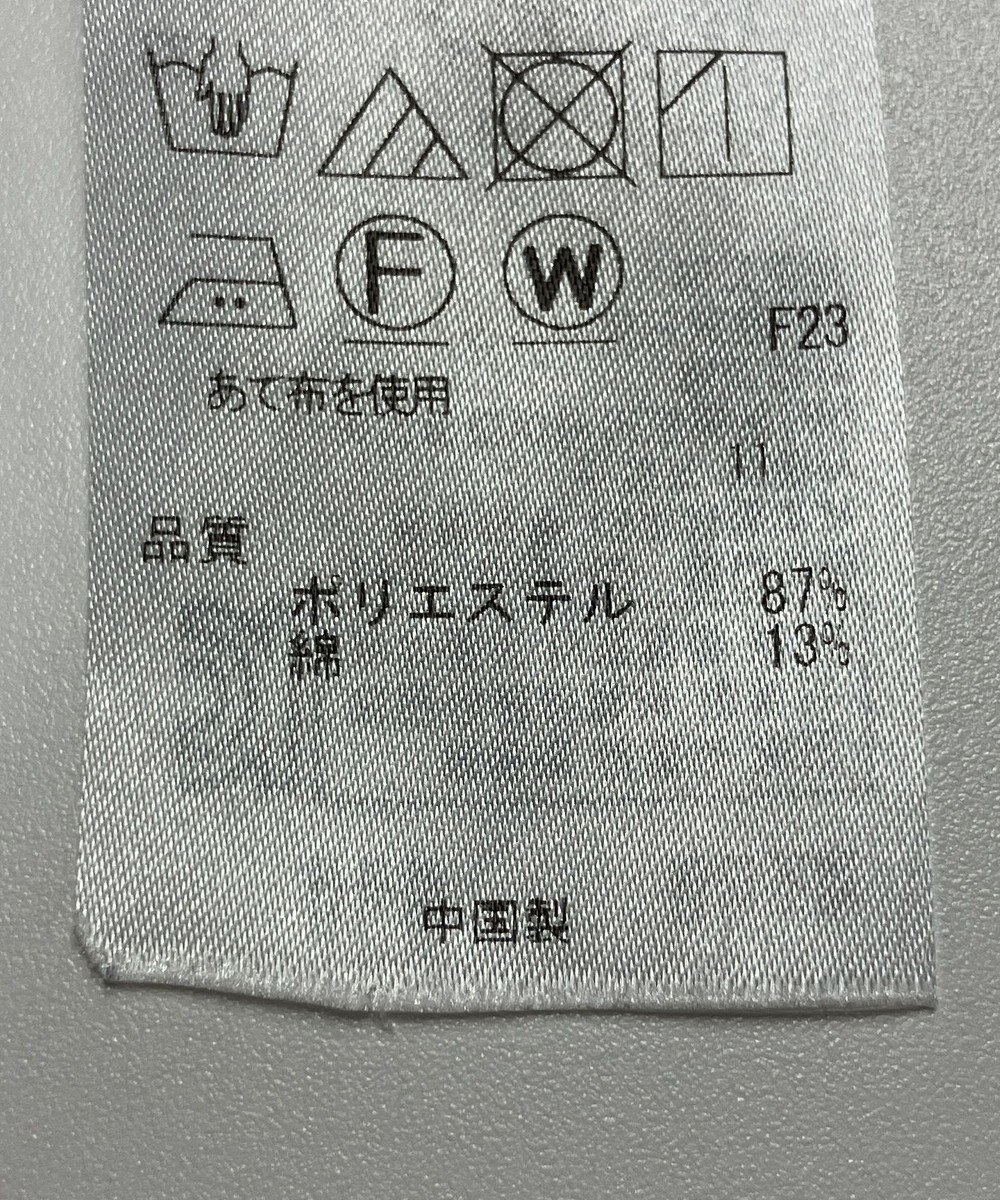 F W
F23
あて布を使用
11
品質
ポリエステル 87%
綿 13%
中国製